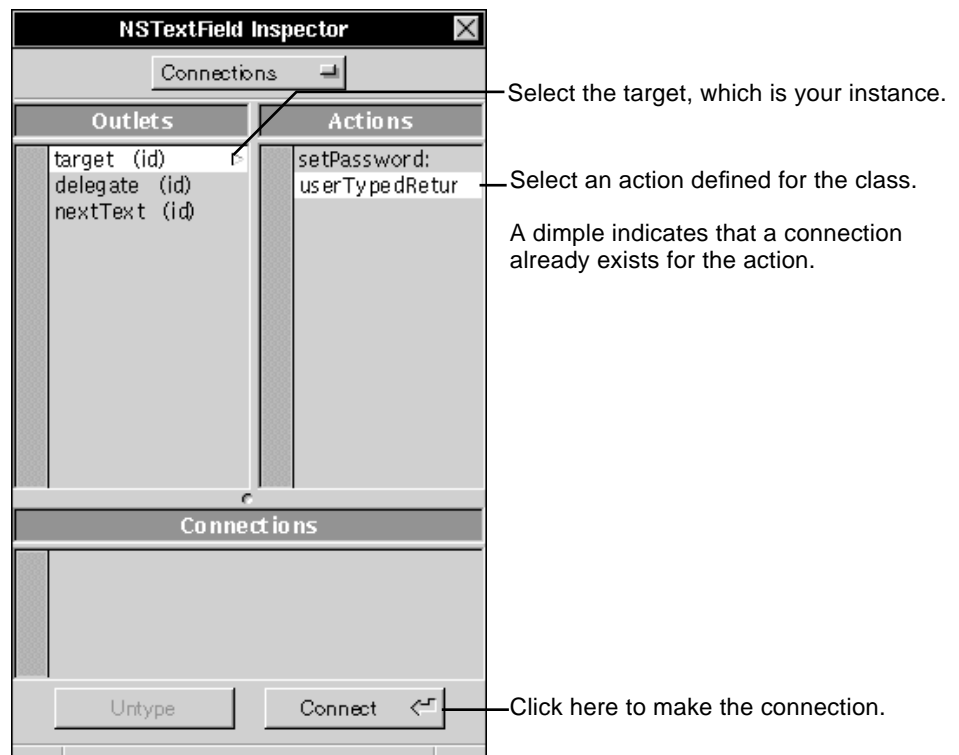 NSTextField Inspector
Connections
Select the target, which is your instance.
Outlets
Actions
target (id)
delegate (id)
nextText (id)
setPassword:
userTypedRetur
Select an action defined for the class.
A dimple indicates that a connection
already exists for the action.
Connections
Untype
Connect
Click here to make the connection.